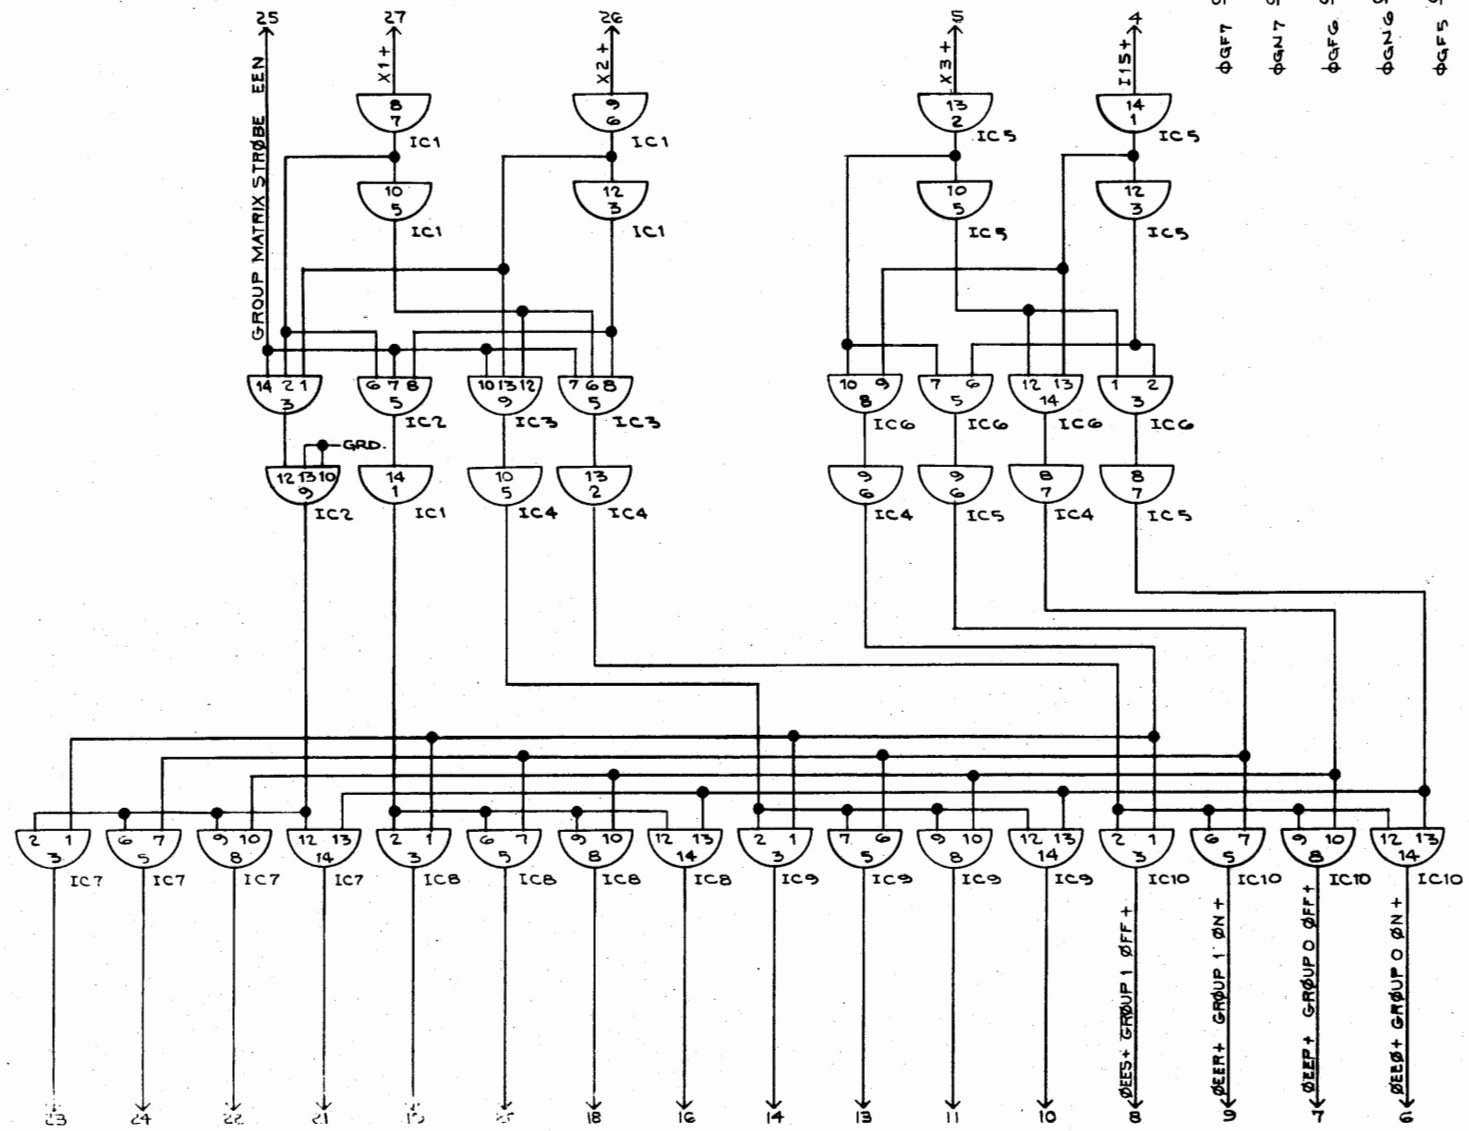 25 27 26 5 4
ØGF7
ØGN7
ØGF6
ØGN6
ØGF5
GROUP MATRIX STRØBE EEN
X1+
X2+
X3+
I15+
8 9 13 14
7 6 2 1
IC1 IC1 IC5 IC5
10 12 10 12
5 3 5 3
IC1 IC1 IC5 IC5
14 2 1 6 7 8 10 13 12 7 6 8 10 9 7 6 12 13 1 2
3 5 9 5 8 5 14 3
IC2 IC3 IC3 IC6 IC6 IC6 IC6
GRD.
12 13 10 14 10 13 9 9 8 8
9 1 5 2 6 6 7 7
IC2 IC1 IC4 IC4 IC4 IC5 IC4 IC5
2 1 6 7 9 10 12 13 2 1 6 7 9 10 12 13 2 1 7 6 9 10 12 13 2 1 6 7 9 10 12 13
3 5 8 14 3 5 8 14 3 5 8 14 3 5 8 14
IC7 IC7 IC7 IC7 IC8 IC8 IC8 IC8 IC9 IC9 IC9 IC9 IC10 IC10 IC10 IC10
ØEES+ GRØUP 1 ØFF+
ØEER+ GRØUP 1 ØN+
ØEEP+ GRØUP 0 ØFF+
GRØUP 0 ØN+
23 24 22 21 18 16 14 13 11 10 8 9 7 6